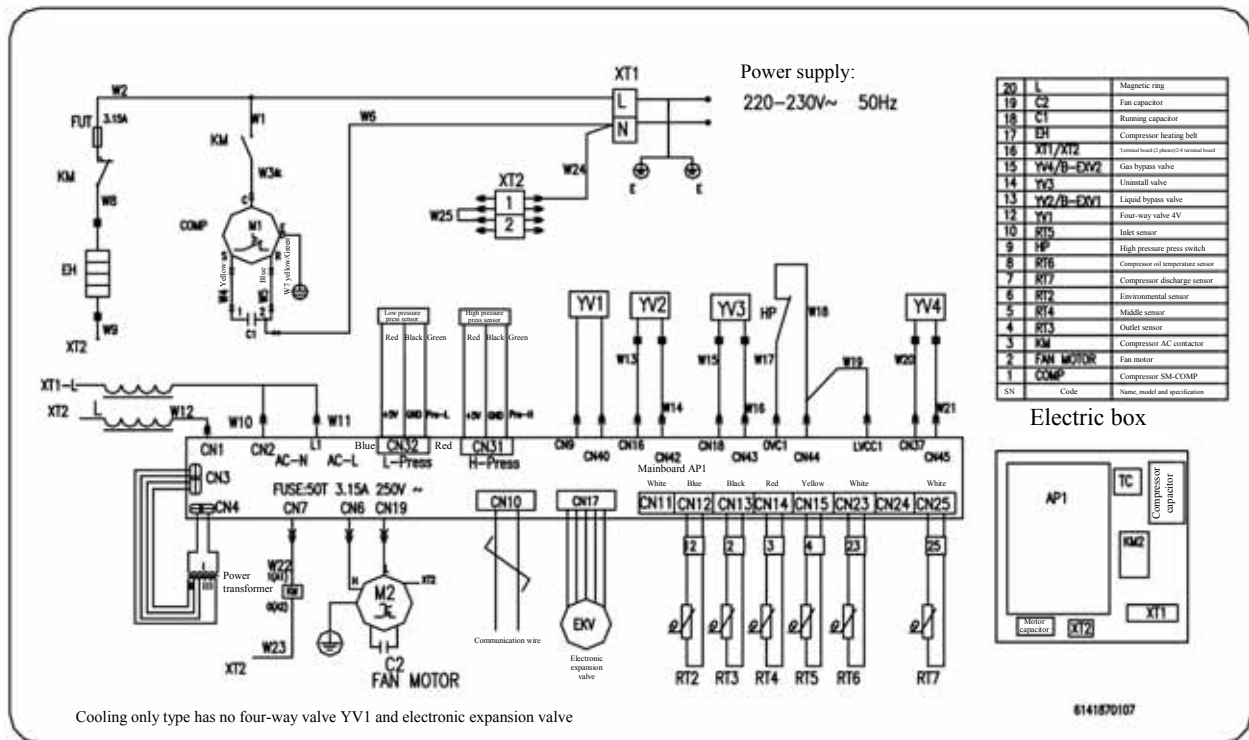 Power supply:
220-230V~ 50Hz
XT1
L
N
E
E
W2
FUT
3.15A
KM
W8
EH
W9
XT2
W1
KM
W34
C
COMP
M1
S
R
E
Yellow
Blue
W7 yellow/Green
W4
W5
1
2
C1
W6
W24
XT2
1
2
W25
20 L Magnetic ring
19 C2 Fan capacitor
18 C1 Running capacitor
17 EH Compressor heating belt
16 XT1/XT2 Terminal board (2 phases)/2-8 terminal board
15 YV4/B-EXV2 Gas bypass valve
14 YV3 Uninstall valve
13 YV2/B-EXV1 Liquid bypass valve
12 YV1 Four-way valve 4V
10 RT5 Inlet sensor
9 HP High pressure press switch
8 RT6 Compressor oil temperature sensor
7 RT7 Compressor discharge sensor
6 RT2 Environmental sensor
5 RT4 Middle sensor
4 RT3 Outlet sensor
3 KM Compressor AC contactor
2 FAN MOTOR Fan motor
1 COMP Compressor SM-COMP
SN Code Name, model and specification
Low pressure
press sensor
Red Black Green
+5V GND Pre-L
High pressure
press sensor
Red Black Green
+5V GND Pre-H
YV1
YV2
W13
W14
YV3
W15
W16
HP
W17
W18
W19
YV4
W20
W21
XT1-L
XT2
L
W12
W10
W11
CN1
CN2
AC-N
L1
AC-L
Blue
CN32
Red
L-Press
CN31
H-Press
CN9
CN40
CN16
CN42
CN18
CN43
OVC1
CN44
LVCC1
CN37
CN45
CN3
CN4
FUSE:50T 3.15A 250V ~
CN7
CN6
CN19
CN10
CN17
Mainboard AP1
White Blue Black Red Yellow White White
CN11 CN12 CN13 CN14 CN15 CN23 CN24 CN25
12 2 3 4 23 25
RT2 RT3 RT4 RT5 RT6 RT7
Power
transformer
W22
KM
W23
XT2
M2
XT2
C2
FAN MOTOR
Communication wire
EKV
Electronic
expansion
valve
Electric box
AP1
TC
Compressor
capacitor
KM2
XT1
Motor
capacitor
XT2
Cooling only type has no four-way valve YV1 and electronic expansion valve
6141870107